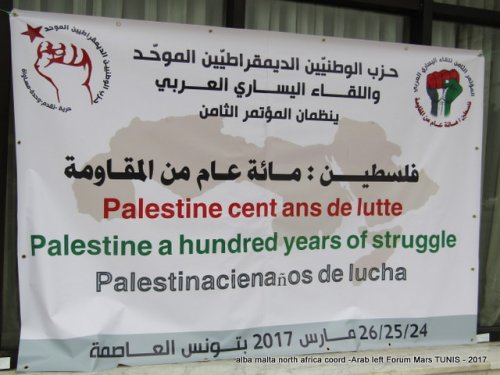 حزب الوطنيّين الديمقراطيّين الموحّد
واللقاء اليساري العربي
ينظمان المؤتمر الثامن
فلسطين : مائة عام من المقاومة
Palestine cent ans de lutte
Palestine a hundred years of struggle
Palestinacienaños de lucha
26/25/24 مارس 2017 بتونس العاصمة
alba malta north africa coord -Arab left Forum Mars TUNIS - 2017